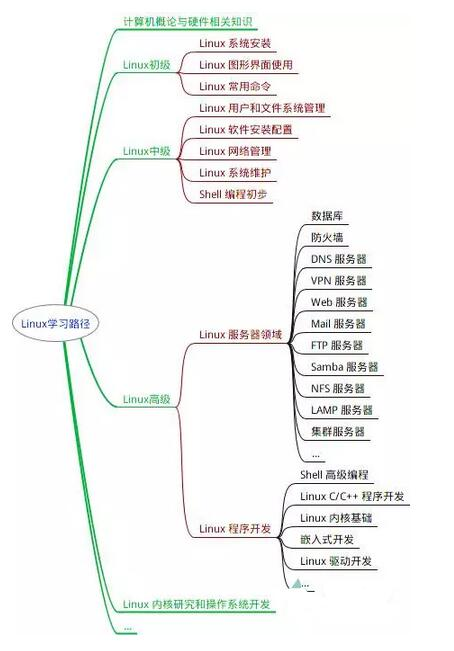 计算机概论与硬件相关知识
Linux 系统安装
Linux初级
Linux 图形界面使用
Linux 常用命令
Linux 用户和文件系统管理
Linux 软件安装配置
Linux中级
Linux 网络管理
Linux 系统维护
Shell 编程初步
数据库
防火墙
DNS 服务器
VPN 服务器
Web 服务器
Mail 服务器
Linux学习路径
Linux 服务器领域
FTP 服务器
Samba 服务器
NFS 服务器
Linux高级
LAMP 服务器
集群服务器
...
Shell 高级编程
Linux C/C++ 程序开发
Linux 内核基础
Linux 程序开发
嵌入式开发
Linux 驱动开发
...
Linux 内核研究和操作系统开发
...